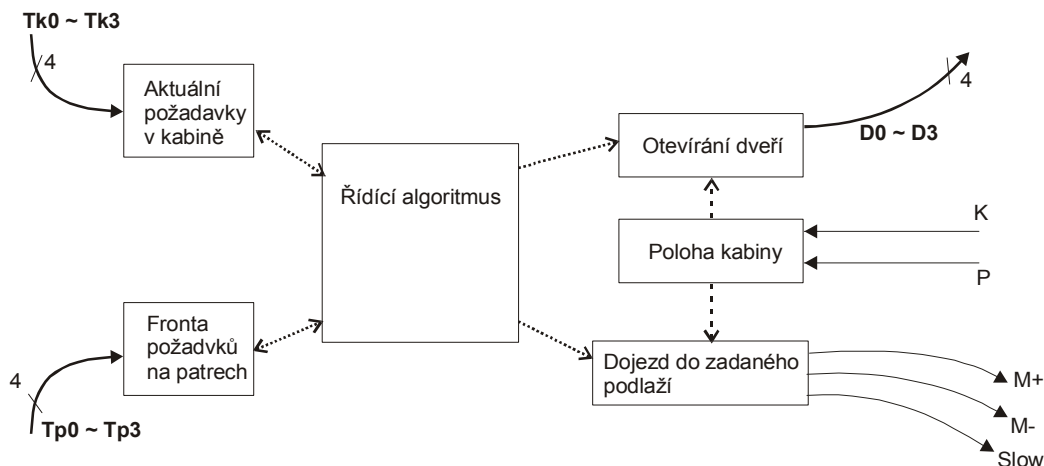 Tk0 ~ Tk3
4
Aktuální
požadavky
v kabině
Řídící algoritmus
Otevírání dveří
4
D0 ~ D3
K
Poloha kabiny
P
Fronta
požadvků
na patrech
4
Tp0 ~ Tp3
Dojezd do zadaného
podlaží
M+
M-
Slow